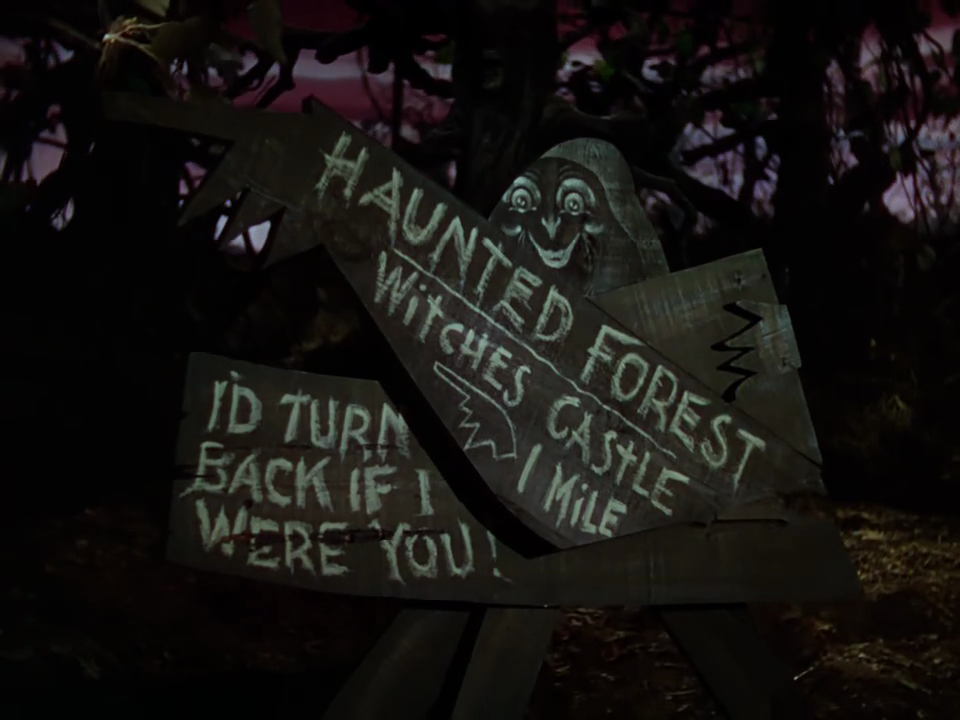 HAUNTED FOREST
WITCHES CASTLE
1 MILE
I'D TURN
BACK IF I
WERE YOU!